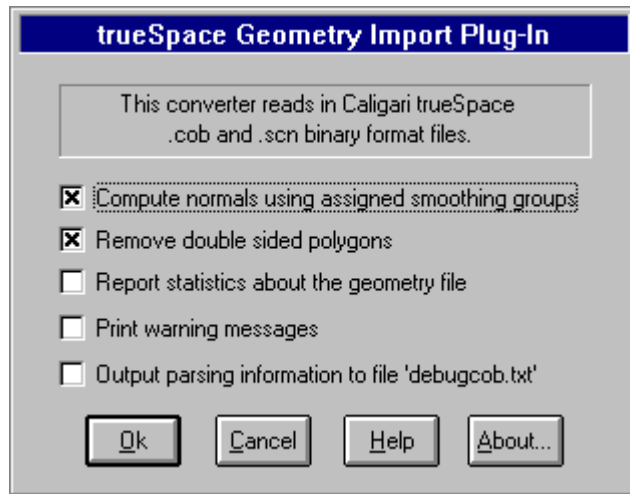 trueSpace Geometry Import Plug-In
This converter reads in Caligari trueSpace
.cob and .scn binary format files.
Compute normals using assigned smoothing groups
Remove double sided polygons
Report statistics about the geometry file
Print warning messages
Output parsing information to file 'debugcob.txt'
Ok Cancel Help About...